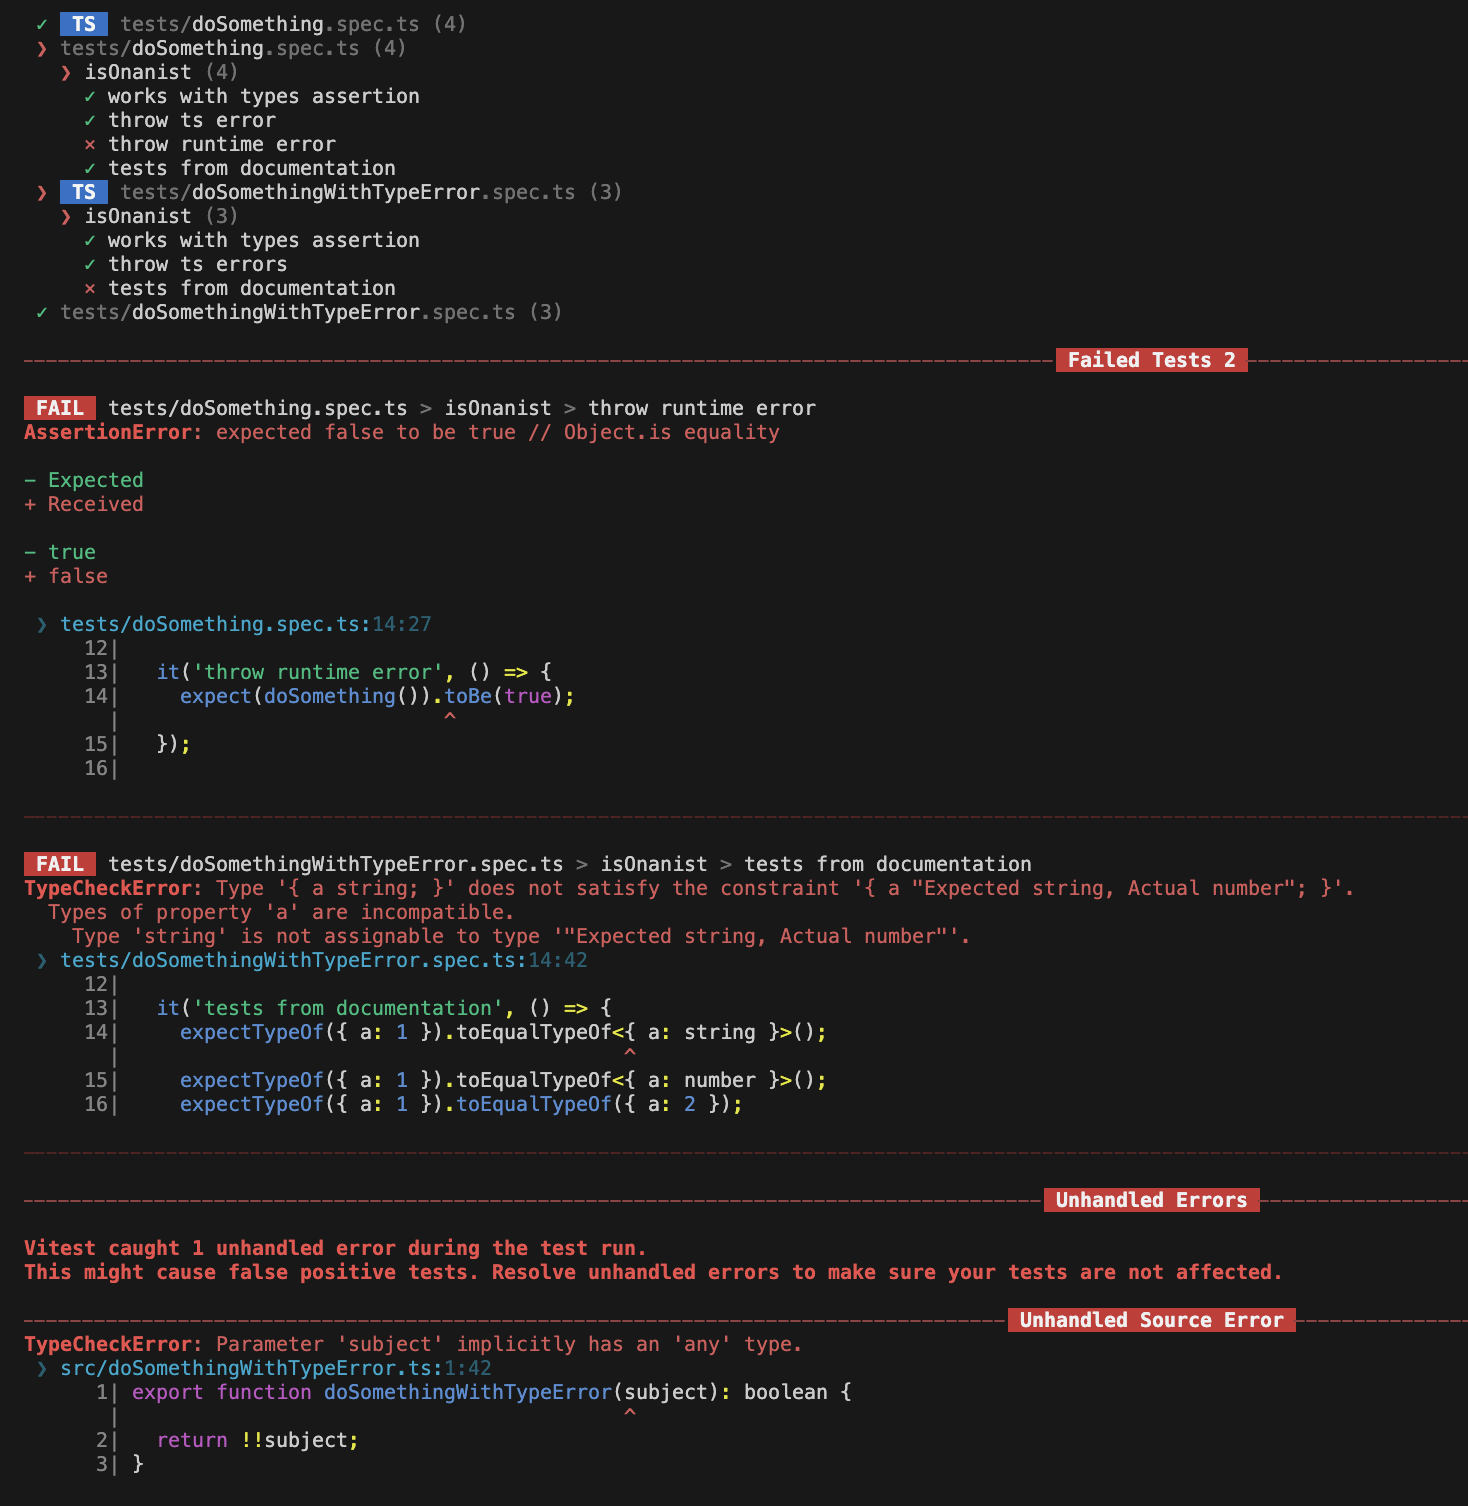 ✓ TS tests/doSomething.spec.ts (4)
❯ tests/doSomething.spec.ts (4)
❯ isOnanist (4)
✓ works with types assertion
✓ throw ts error
× throw runtime error
✓ tests from documentation
❯ TS tests/doSomethingWithTypeError.spec.ts (3)
❯ isOnanist (3)
✓ works with types assertion
✓ throw ts errors
× tests from documentation
✓ tests/doSomethingWithTypeError.spec.ts (3)
Failed Tests 2
FAIL tests/doSomething.spec.ts > isOnanist > throw runtime error
AssertionError: expected false to be true // Object.is equality
- Expected
+ Received
- true
+ false
❯ tests/doSomething.spec.ts:14:27
12|
13| it('throw runtime error', () => {
14| expect(doSomething()).toBe(true);
| ^
15| });
16|
FAIL tests/doSomethingWithTypeError.spec.ts > isOnanist > tests from documentation
TypeCheckError: Type '{ a string; }' does not satisfy the constraint '{ a "Expected string, Actual number"; }'.
Types of property 'a' are incompatible.
Type 'string' is not assignable to type '"Expected string, Actual number"'.
❯ tests/doSomethingWithTypeError.spec.ts:14:42
12|
13| it('tests from documentation', () => {
14| expectTypeOf({ a: 1 }).toEqualTypeOf<{ a: string }>();
| ^
15| expectTypeOf({ a: 1 }).toEqualTypeOf<{ a: number }>();
16| expectTypeOf({ a: 1 }).toEqualTypeOf({ a: 2 });
Unhandled Errors
Vitest caught 1 unhandled error during the test run.
This might cause false positive tests. Resolve unhandled errors to make sure your tests are not affected.
Unhandled Source Error
TypeCheckError: Parameter 'subject' implicitly has an 'any' type.
❯ src/doSomethingWithTypeError.ts:1:42
1| export function doSomethingWithTypeError(subject): boolean {
| ^
2| return !!subject;
3| }